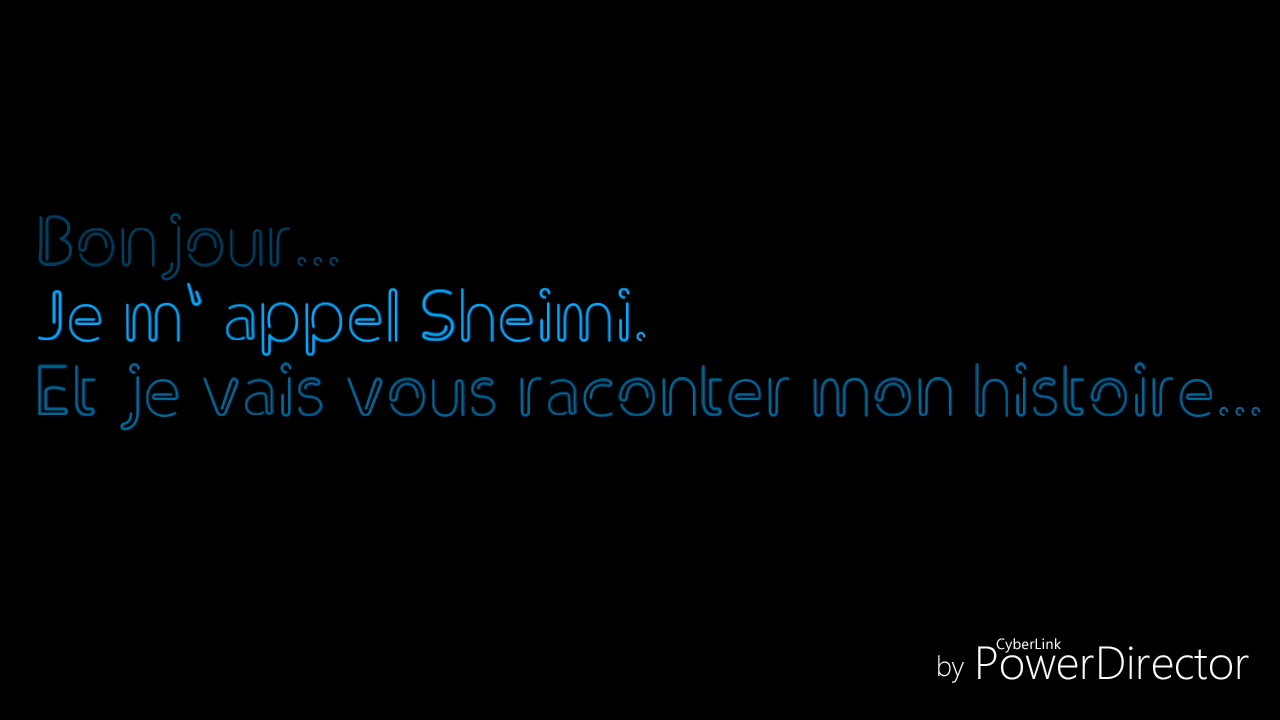 Bonjour...
Je m' appel Sheimi.
Et je vais vous raconter mon histoire...
by CyberLink PowerDirector